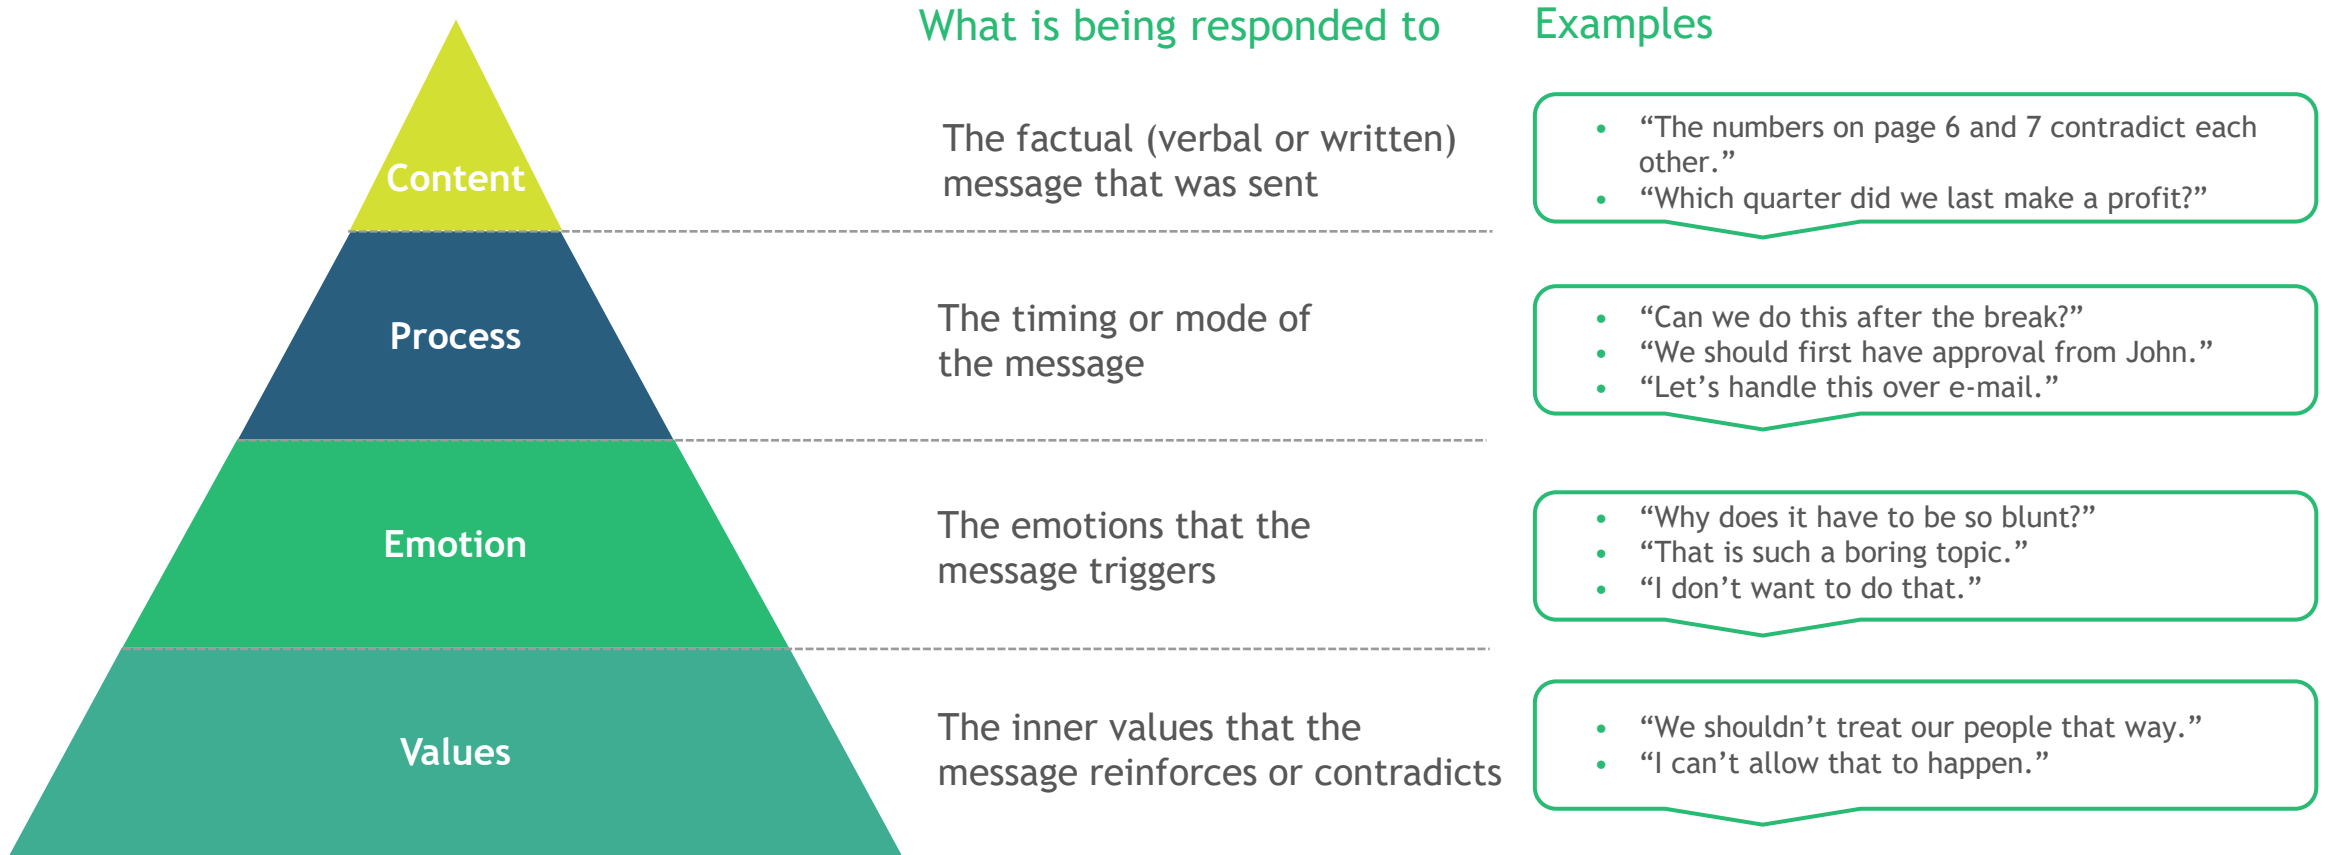 What is being responded to
Examples
Content
The factual (verbal or written)
message that was sent
• “The numbers on page 6 and 7 contradict each
other.”
• “Which quarter did we last make a profit?”
Process
The timing or mode of
the message
• “Can we do this after the break?”
• “We should first have approval from John.”
• “Let’s handle this over e-mail.”
Emotion
The emotions that the
message triggers
• “Why does it have to be so blunt?”
• “That is such a boring topic.”
• “I don’t want to do that.”
Values
The inner values that the
message reinforces or contradicts
• “We shouldn’t treat our people that way.”
• “I can’t allow that to happen.”